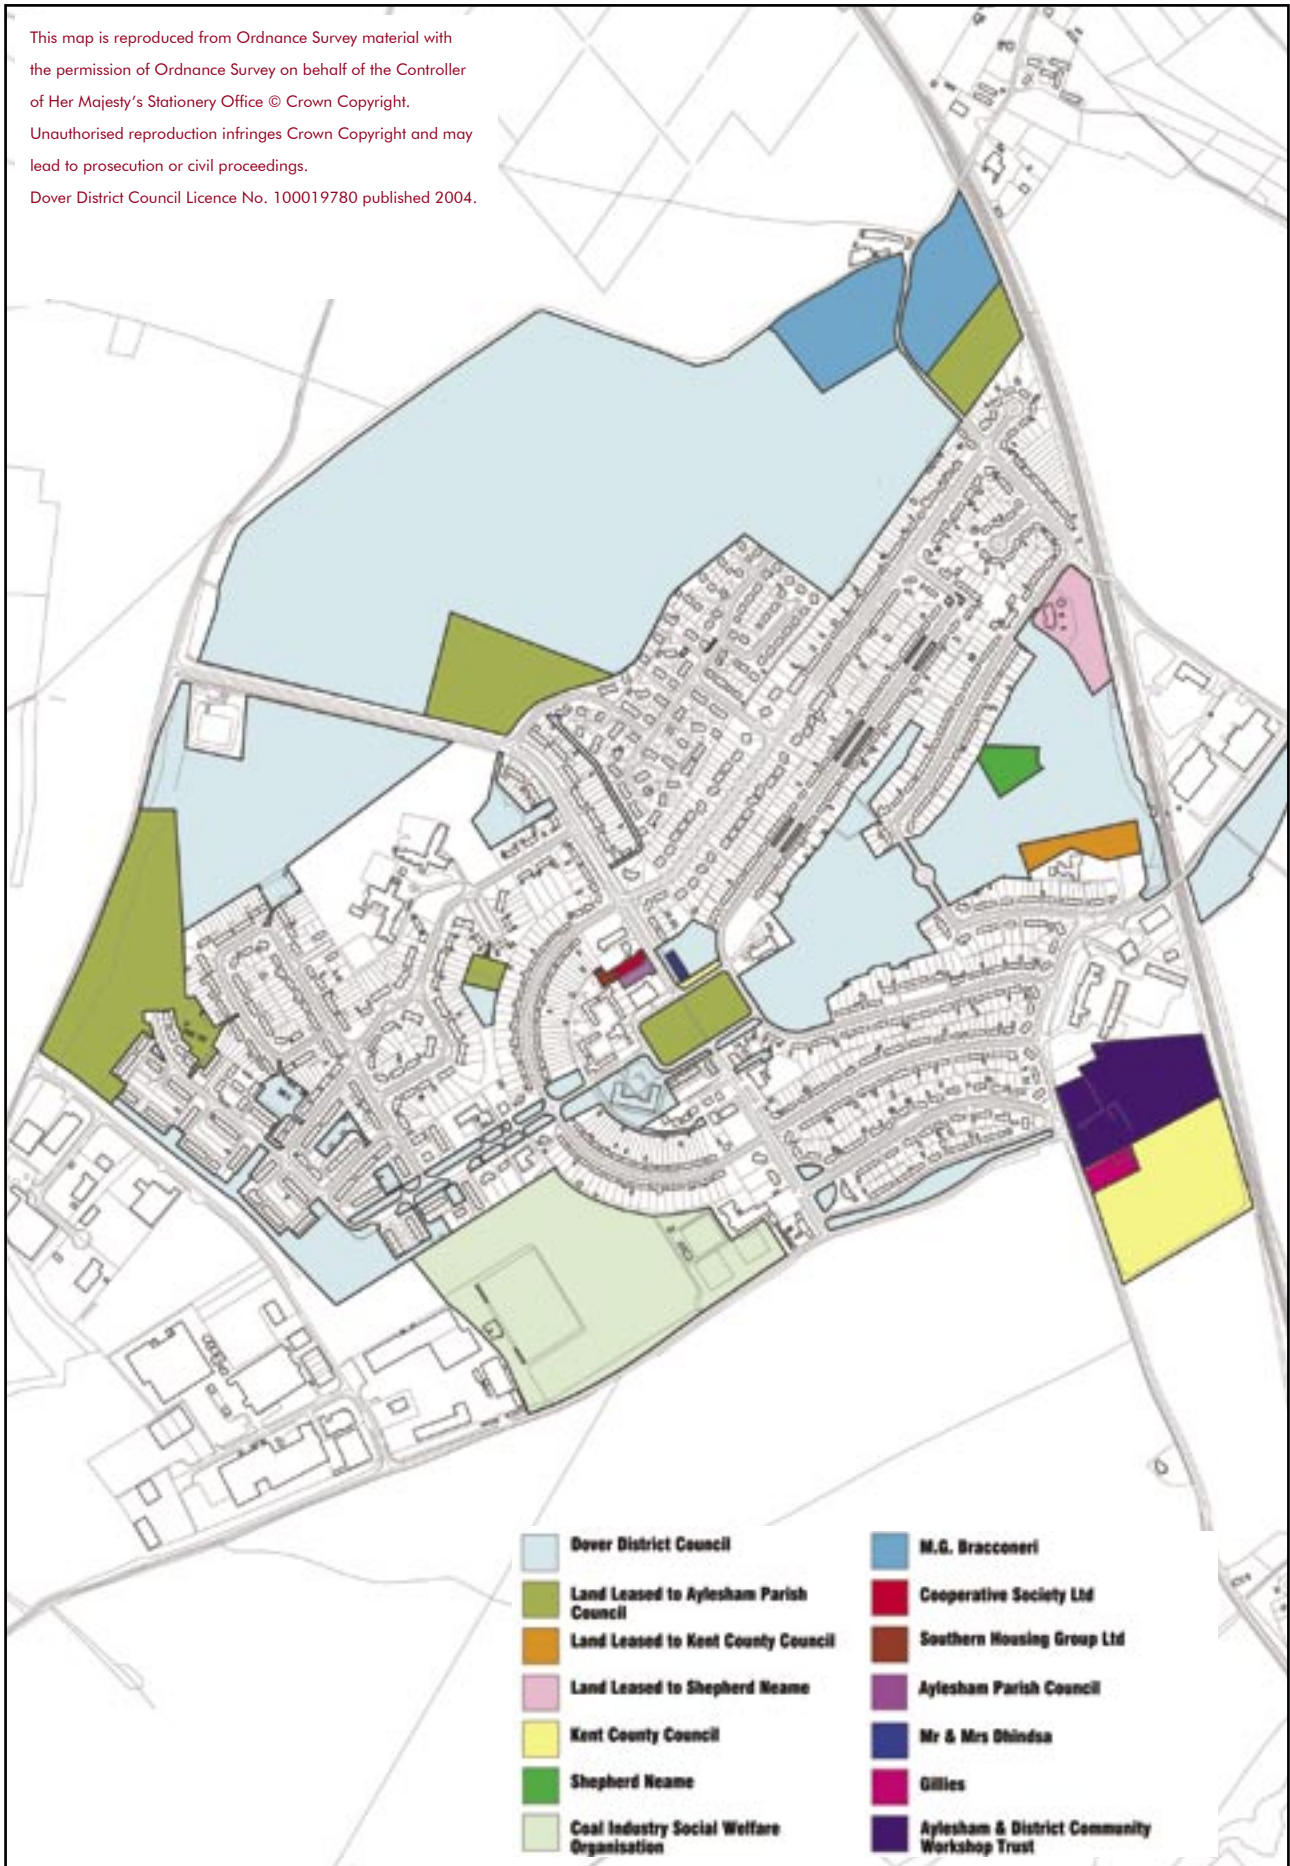 This map is reproduced from Ordnance Survey material with
the permission of Ordnance Survey on behalf of the Controller
of Her Majesty's Stationery Office © Crown Copyright.
Unauthorised reproduction infringes Crown Copyright and may
lead to prosecution or civil proceedings.
Dover District Council Licence No. 100019780 published 2004.
Dover District Council
Land Leased to Aylesham Parish
Council
Land Leased to Kent County Council
Land Leased to Shepherd Neame
Kent County Council
Shepherd Neame
Coal Industry Social Welfare
Organisation
M.G. Bracconeri
Cooperative Society Ltd
Southern Housing Group Ltd
Aylesham Parish Council
Mr & Mrs Dhindsa
Gillies
Aylesham & District Community
Workshop Trust